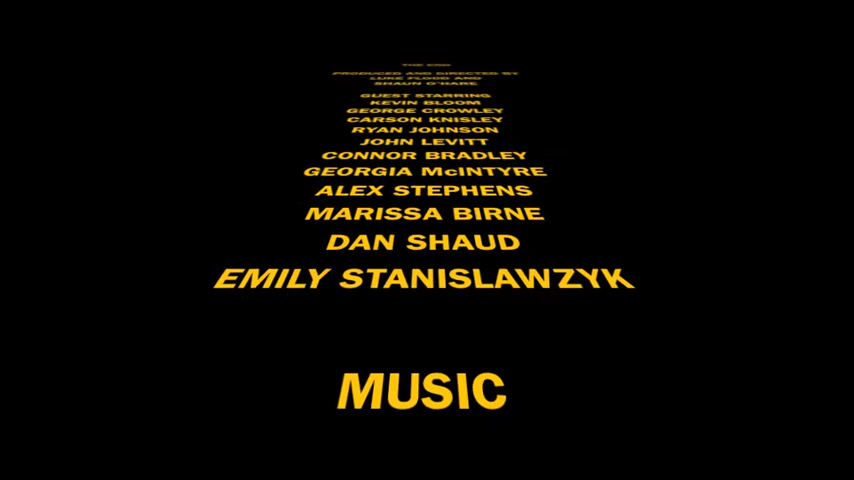 THE END
PRODUCED AND DIRECTED BY
LUKE FLOOD AND
SHAUN O'HARE
GUEST STARRING
KEVIN BLOOM
GEORGE CROWLEY
CARSON KNISLEY
RYAN JOHNSON
JOHN LEVITT
CONNOR BRADLEY
GEORGIA McINTYRE
ALEX STEPHENS
MARISSA BIRNE
DAN SHAUD
EMILY STANISLAWZYK
MUSIC